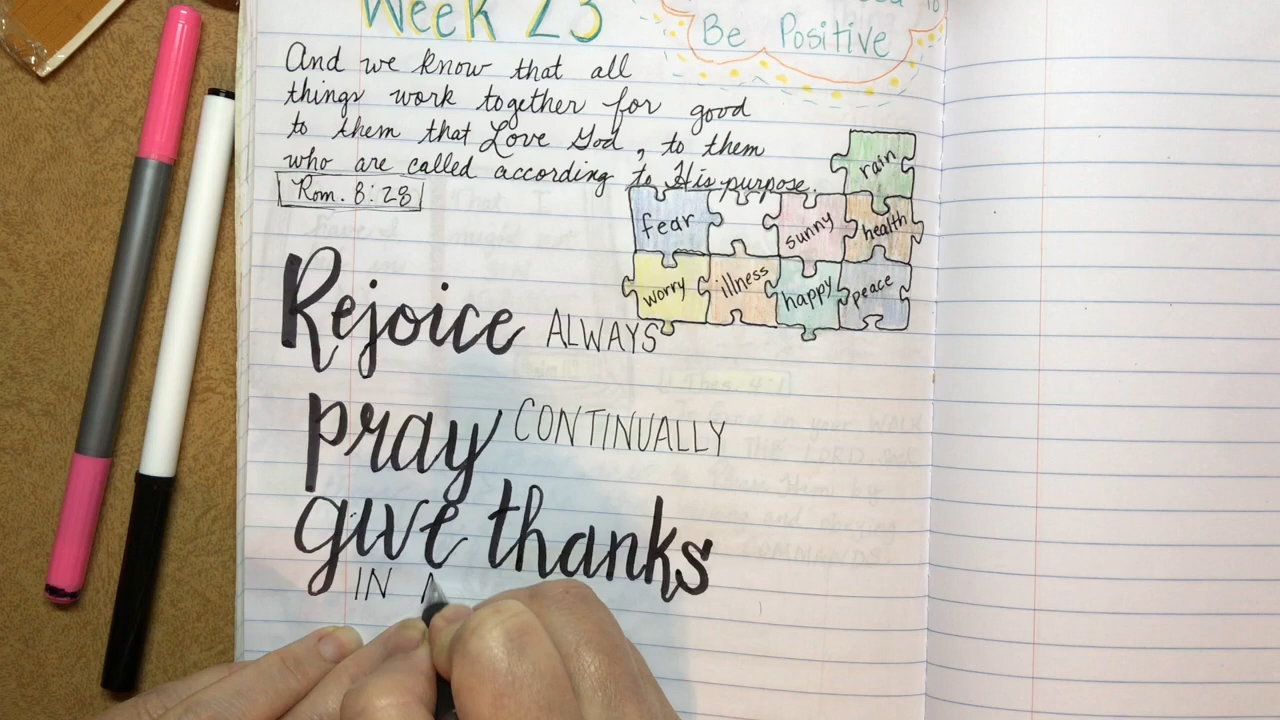 Week 23
Be Positive
And we know that all
things work together for good
to them that Love God, to them
who are called according to His purpose.
Rom. 8:28
rain
fear
sunny
health
worry
illness
happy
peace
Rejoice ALWAYS
pray CONTINUALLY
give thanks
IN A